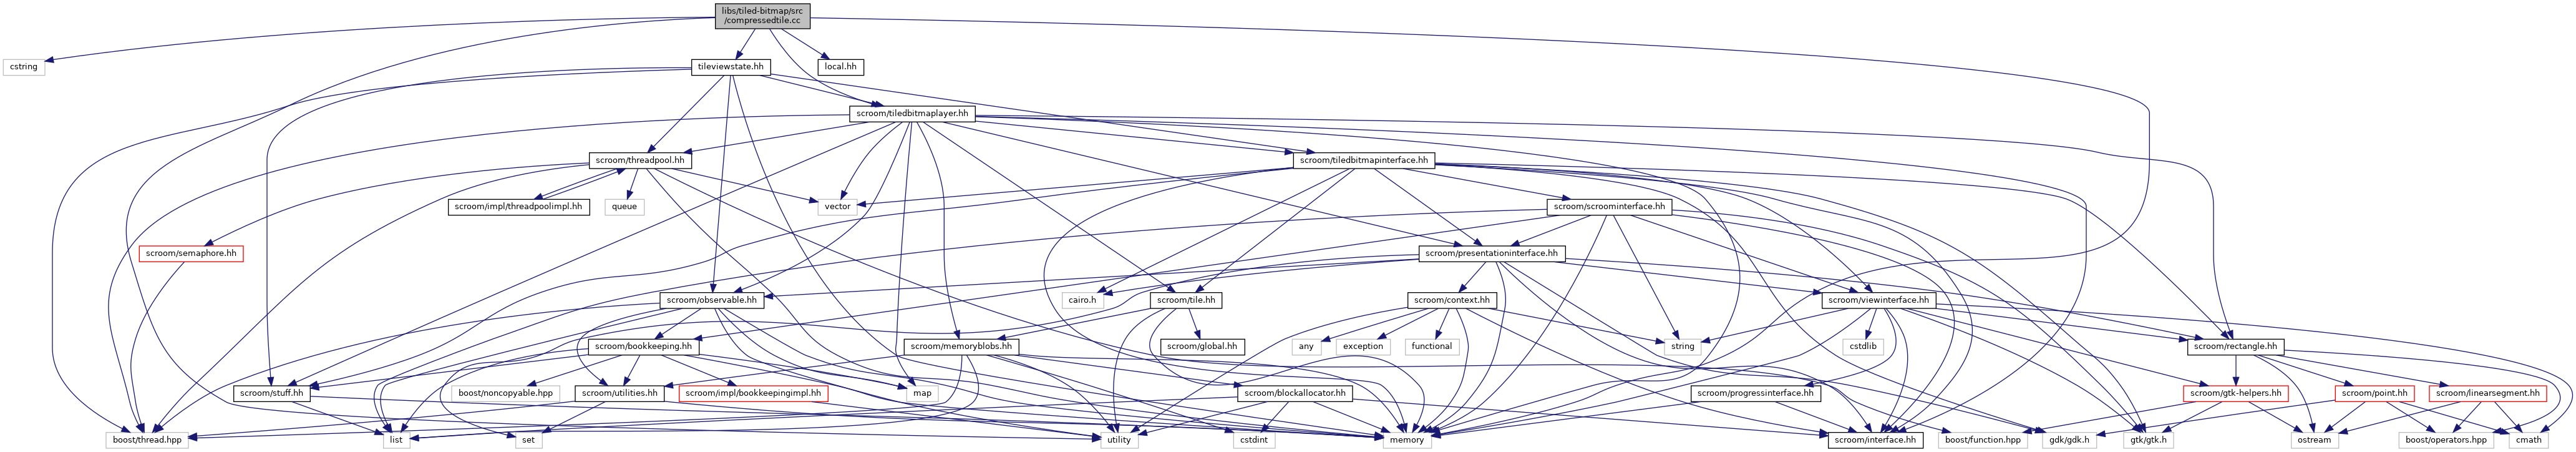 libs/tiled-bitmap/src
/compressedtile.cc
cstring
tileviewstate.hh
local.hh
scroom/tiledbitmaplayer.hh
scroom/threadpool.hh
scroom/tiledbitmapinterface.hh
scroom/impl/threadpoolimpl.hh
queue
vector
scroom/scroominterface.hh
scroom/semaphore.hh
scroom/presentationinterface.hh
scroom/observable.hh
cairo.h
scroom/tile.hh
scroom/context.hh
scroom/viewinterface.hh
scroom/bookkeeping.hh
scroom/memoryblobs.hh
scroom/global.hh
any
exception
functional
string
cstdlib
scroom/rectangle.hh
scroom/stuff.hh
boost/noncopyable.hpp
scroom/utilities.hh
scroom/impl/bookkeepingimpl.hh
map
scroom/blockallocator.hh
scroom/progressinterface.hh
scroom/gtk-helpers.hh
scroom/point.hh
scroom/linearsegment.hh
boost/thread.hpp
list
set
utility
cstdint
memory
scroom/interface.hh
boost/function.hpp
gdk/gdk.h
gtk/gtk.h
ostream
boost/operators.hpp
cmath